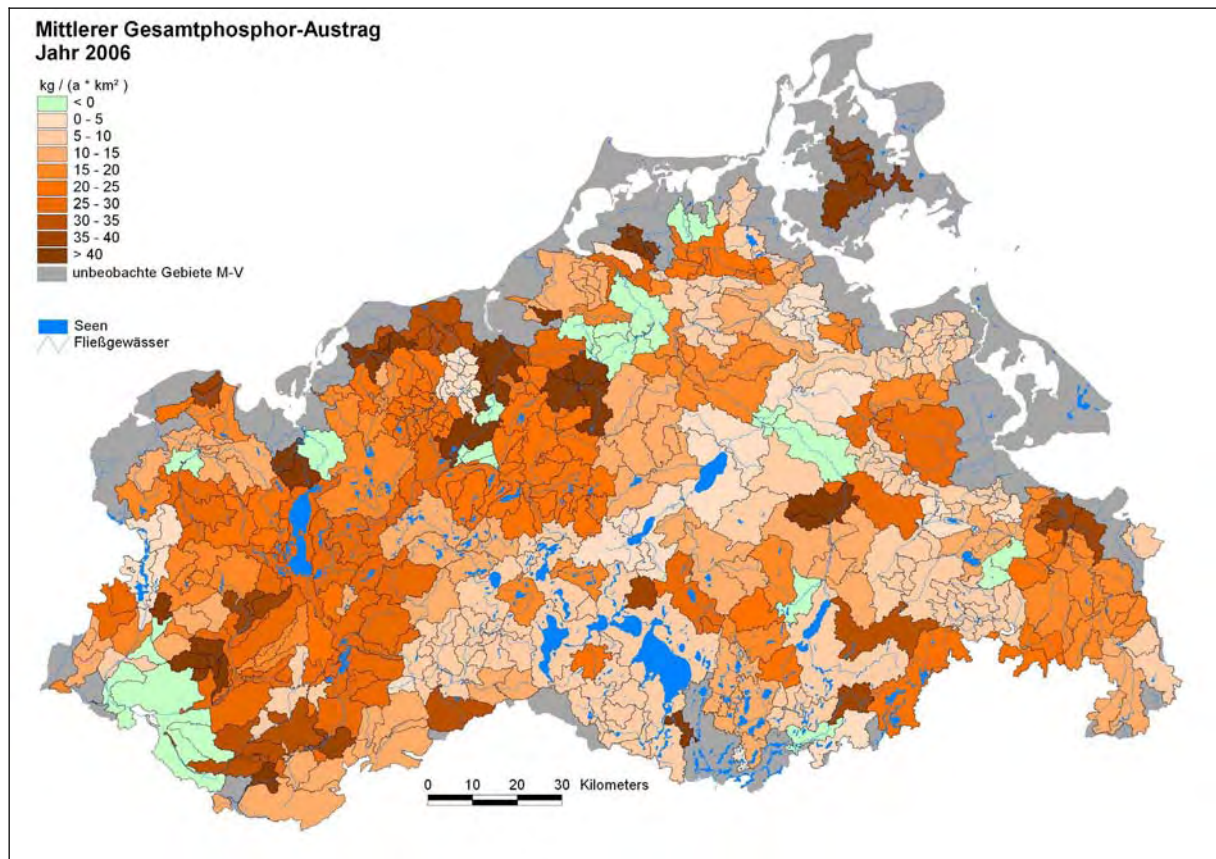 Mittlerer Gesamtphosphor-Austrag
Jahr 2006
kg / (a * km² )
< 0
0 - 5
5 - 10
10 - 15
15 - 20
20 - 25
25 - 30
30 - 35
35 - 40
> 40
unbeobachte Gebiete M-V
Seen
Fließgewässer
0 10 20 30 Kilometers